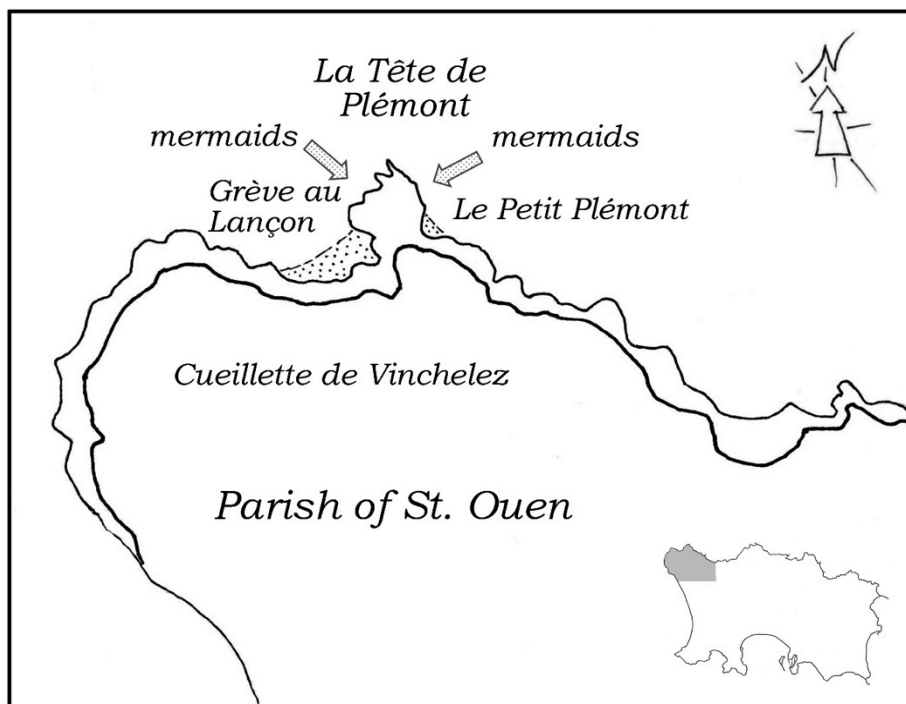 La Tête de
Plémont
mermaids
mermaids
Grève au
Lançon
Le Petit Plémont
Cueillette de Vinchelez
Parish of St. Ouen
N